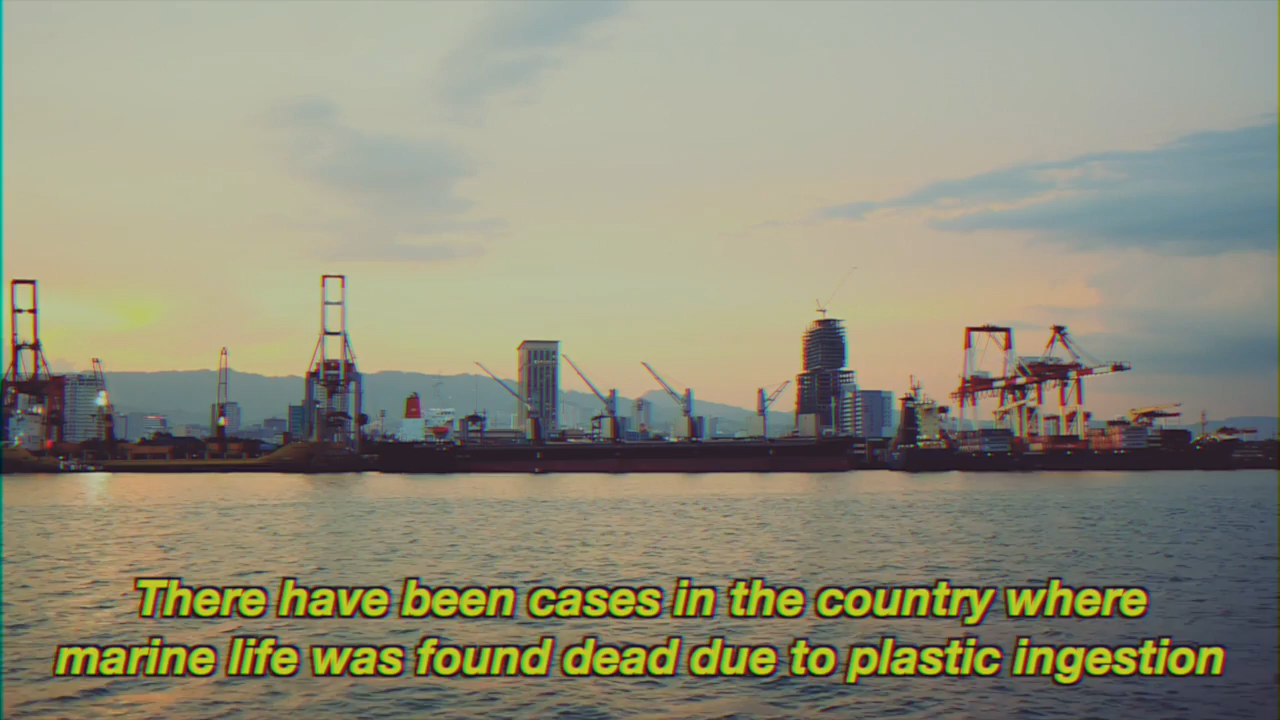 There have been cases in the country where
marine life was found dead due to plastic ingestion